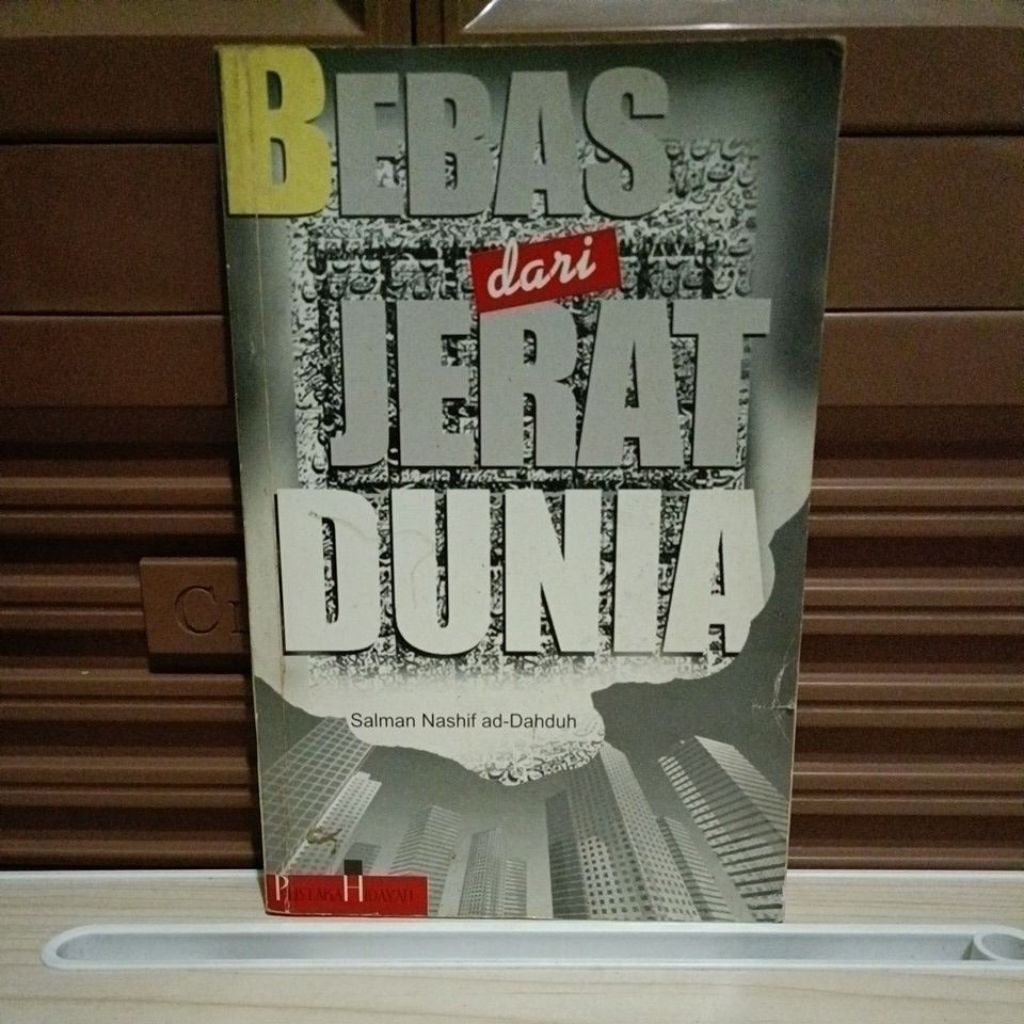 BEBAS
dari
JERAT
DUNIA
Salman Nashif ad-Dahduh
PUSTAKA HIDAYAH